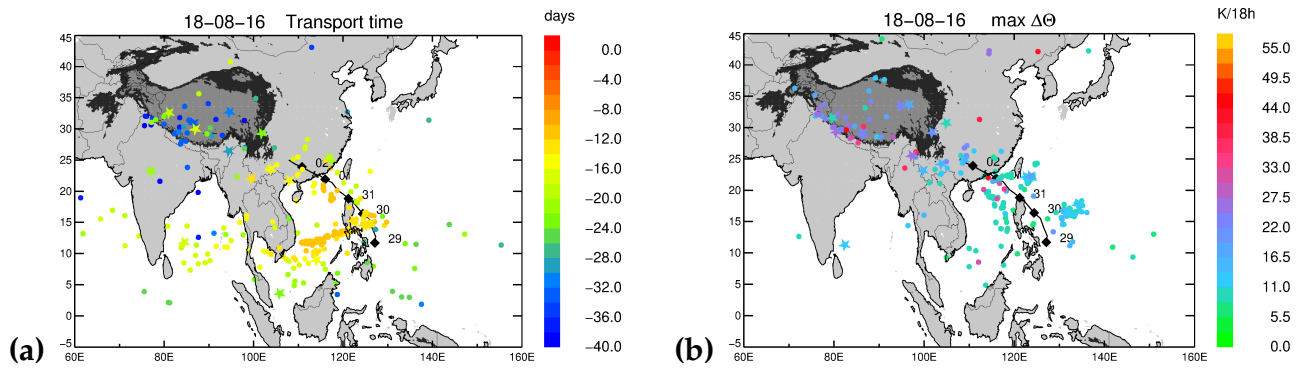 18−08−16 Transport time
days
45
40
35
30
25
20
15
10
5
0
−5
60E
80E
100E
120E
140E
160E
02
31
30
29
0.0
−4.0
−8.0
−12.0
−16.0
−20.0
−24.0
−28.0
−32.0
−36.0
−40.0
(a)
18−08−16 max ΔΘ
K/18h
45
40
35
30
25
20
15
10
5
0
−5
60E
80E
100E
120E
140E
160E
02
31
30
29
55.0
49.5
44.0
38.5
33.0
27.5
22.0
16.5
11.0
5.5
0.0
(b)